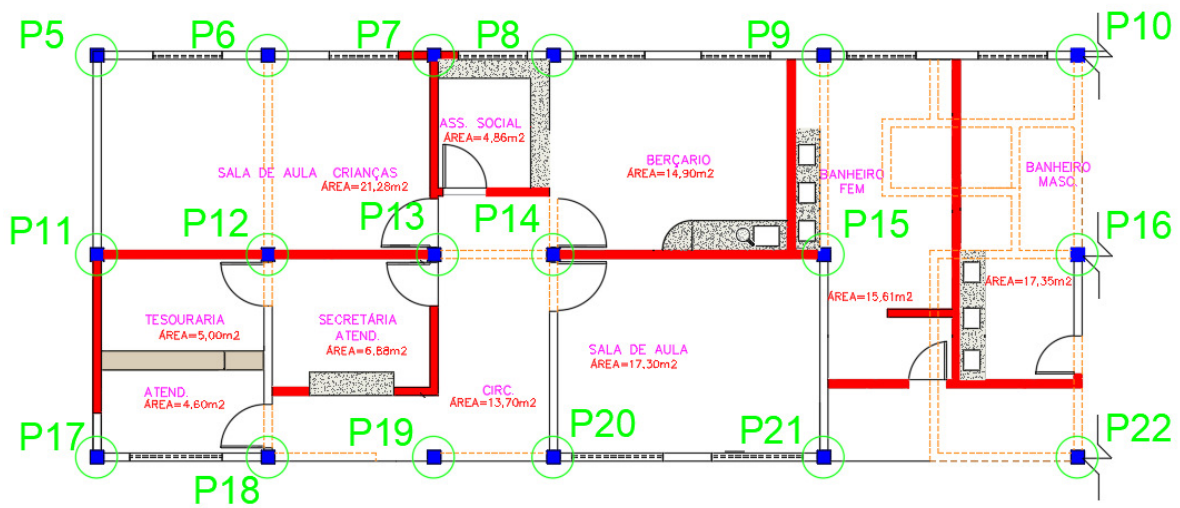 P5
P6
P7
P8
P9
P10
ASS. SOCIAL
ÁREA=4,86m2
SALA DE AULA CRIANÇAS
ÁREA=21,28m2
BERÇARIO
ÁREA=14,90m2
BANHEIRO
FEM
BANHEIRO
MASC.
P11
P12
P13
P14
P15
P16
TESOURARIA
ÁREA=5,00m2
SECRETÁRIA
ATEND.
ÁREA=6,88m2
SALA DE AULA
ÁREA=17,30m2
ÁREA=15,61m2
ÁREA=17,35m2
ATEND.
ÁREA=4,60m2
CIRC.
ÁREA=13,70m2
P17
P18
P19
P20
P21
P22